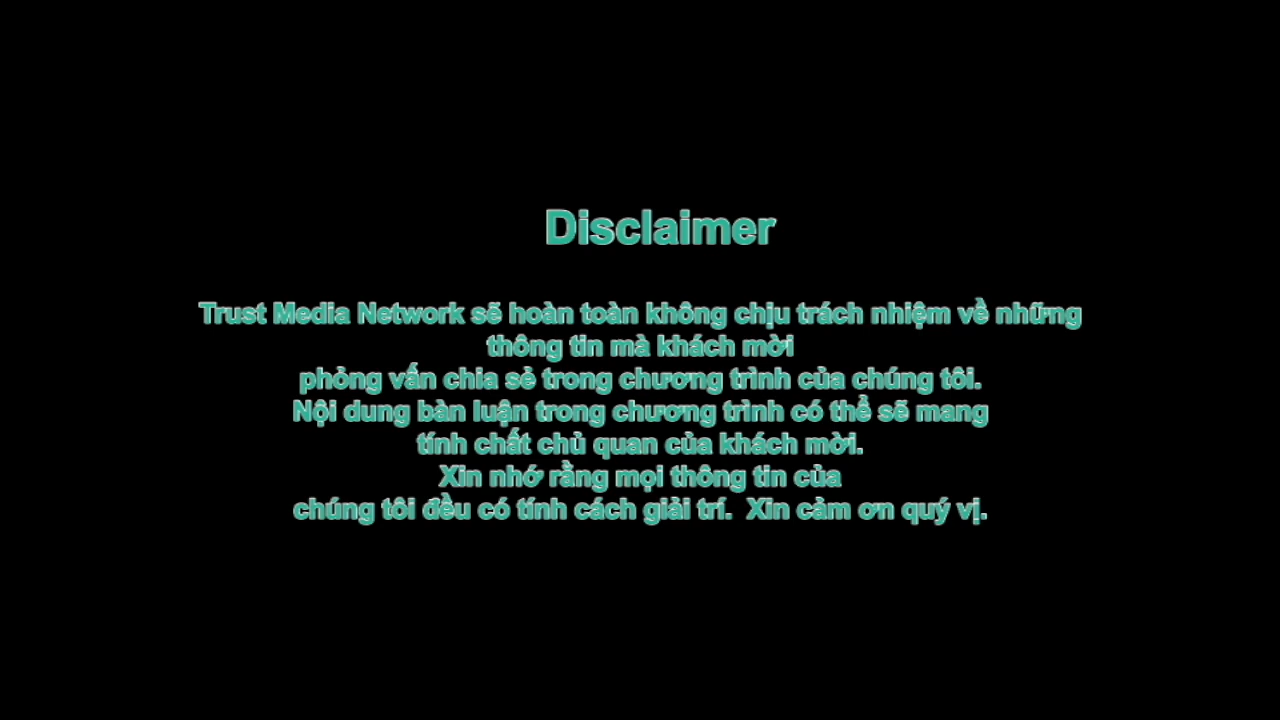 Disclaimer
Trust Media Network sẽ hoàn toàn không chịu trách nhiệm về những
thông tin mà khách mời
phỏng vấn chia sẻ trong chương trình của chúng tôi.
Nội dung bàn luận trong chương trình có thể sẽ mang
tính chất chủ quan của khách mời.
Xin nhớ rằng mọi thông tin của
chúng tôi đều có tính cách giải trí.  Xin cảm ơn quý vị.